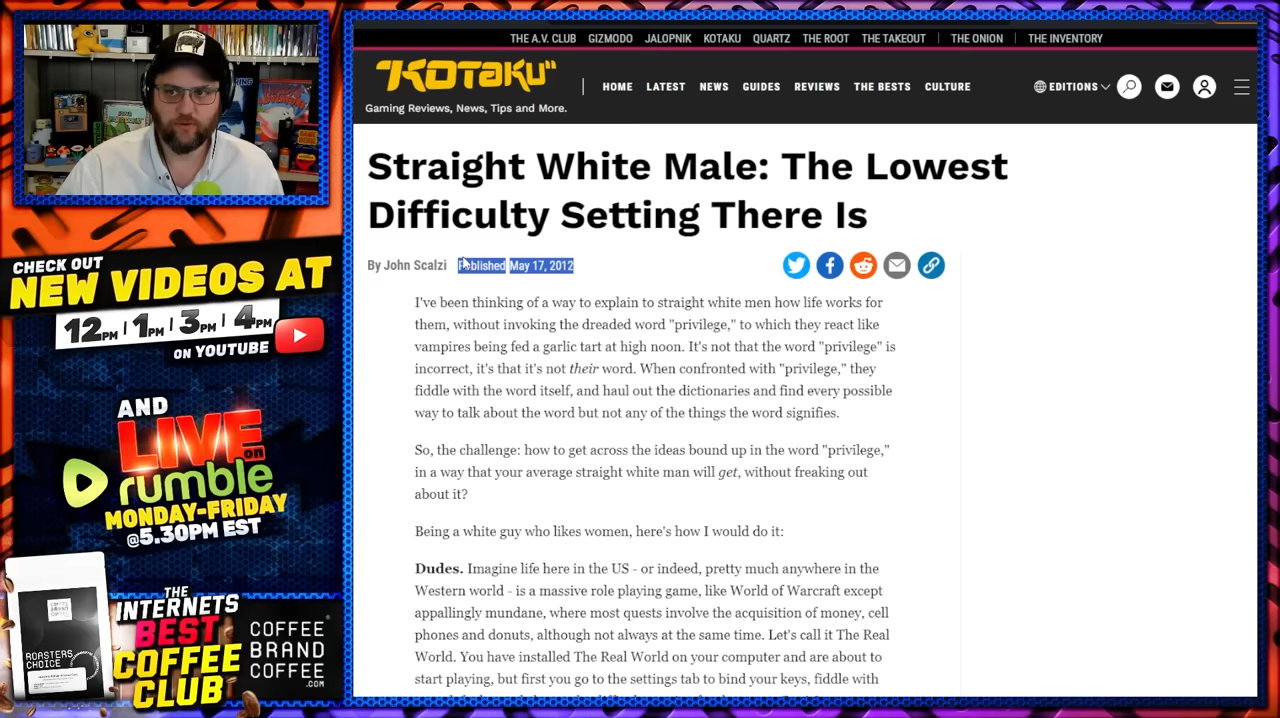 THE A.V. CLUB GIZMODO JALOPNIK KOTAKU QUARTZ THE ROOT THE TAKEOUT THE ONION THE INVENTORY
KOTAKU
Gaming Reviews, News, Tips and More.
HOME LATEST NEWS GUIDES REVIEWS THE BESTS CULTURE
EDITIONS
Straight White Male: The Lowest
Difficulty Setting There Is
By John Scalzi Published May 17, 2012
I've been thinking of a way to explain to straight white men how life works for
them, without invoking the dreaded word "privilege," to which they react like
vampires being fed a garlic tart at high noon. It's not that the word "privilege" is
incorrect, it's that it's not their word. When confronted with "privilege," they
fiddle with the word itself, and haul out the dictionaries and find every possible
way to talk about the word but not any of the things the word signifies.
So, the challenge: how to get across the ideas bound up in the word "privilege,"
in a way that your average straight white man will get, without freaking out
about it?
Being a white guy who likes women, here's how I would do it:
Dudes. Imagine life here in the US - or indeed, pretty much anywhere in the
Western world - is a massive role playing game, like World of Warcraft except
appallingly mundane, where most quests involve the acquisition of money, cell
phones and donuts, although not always at the same time. Let's call it The Real
World. You have installed The Real World on your computer and are about to
start playing, but first you go to the settings tab to bind your keys, fiddle with
CHECK OUT
NEW VIDEOS AT
12PM | 1PM | 3PM | 4PM
ON YOUTUBE
AND
LIVE on
rumble
MONDAY-FRIDAY
@5.30PM EST
THE
INTERNETS
BEST
COFFEE
CLUB
COFFEE
BRAND
COFFEE
.COM
ROASTERS
CHOICE